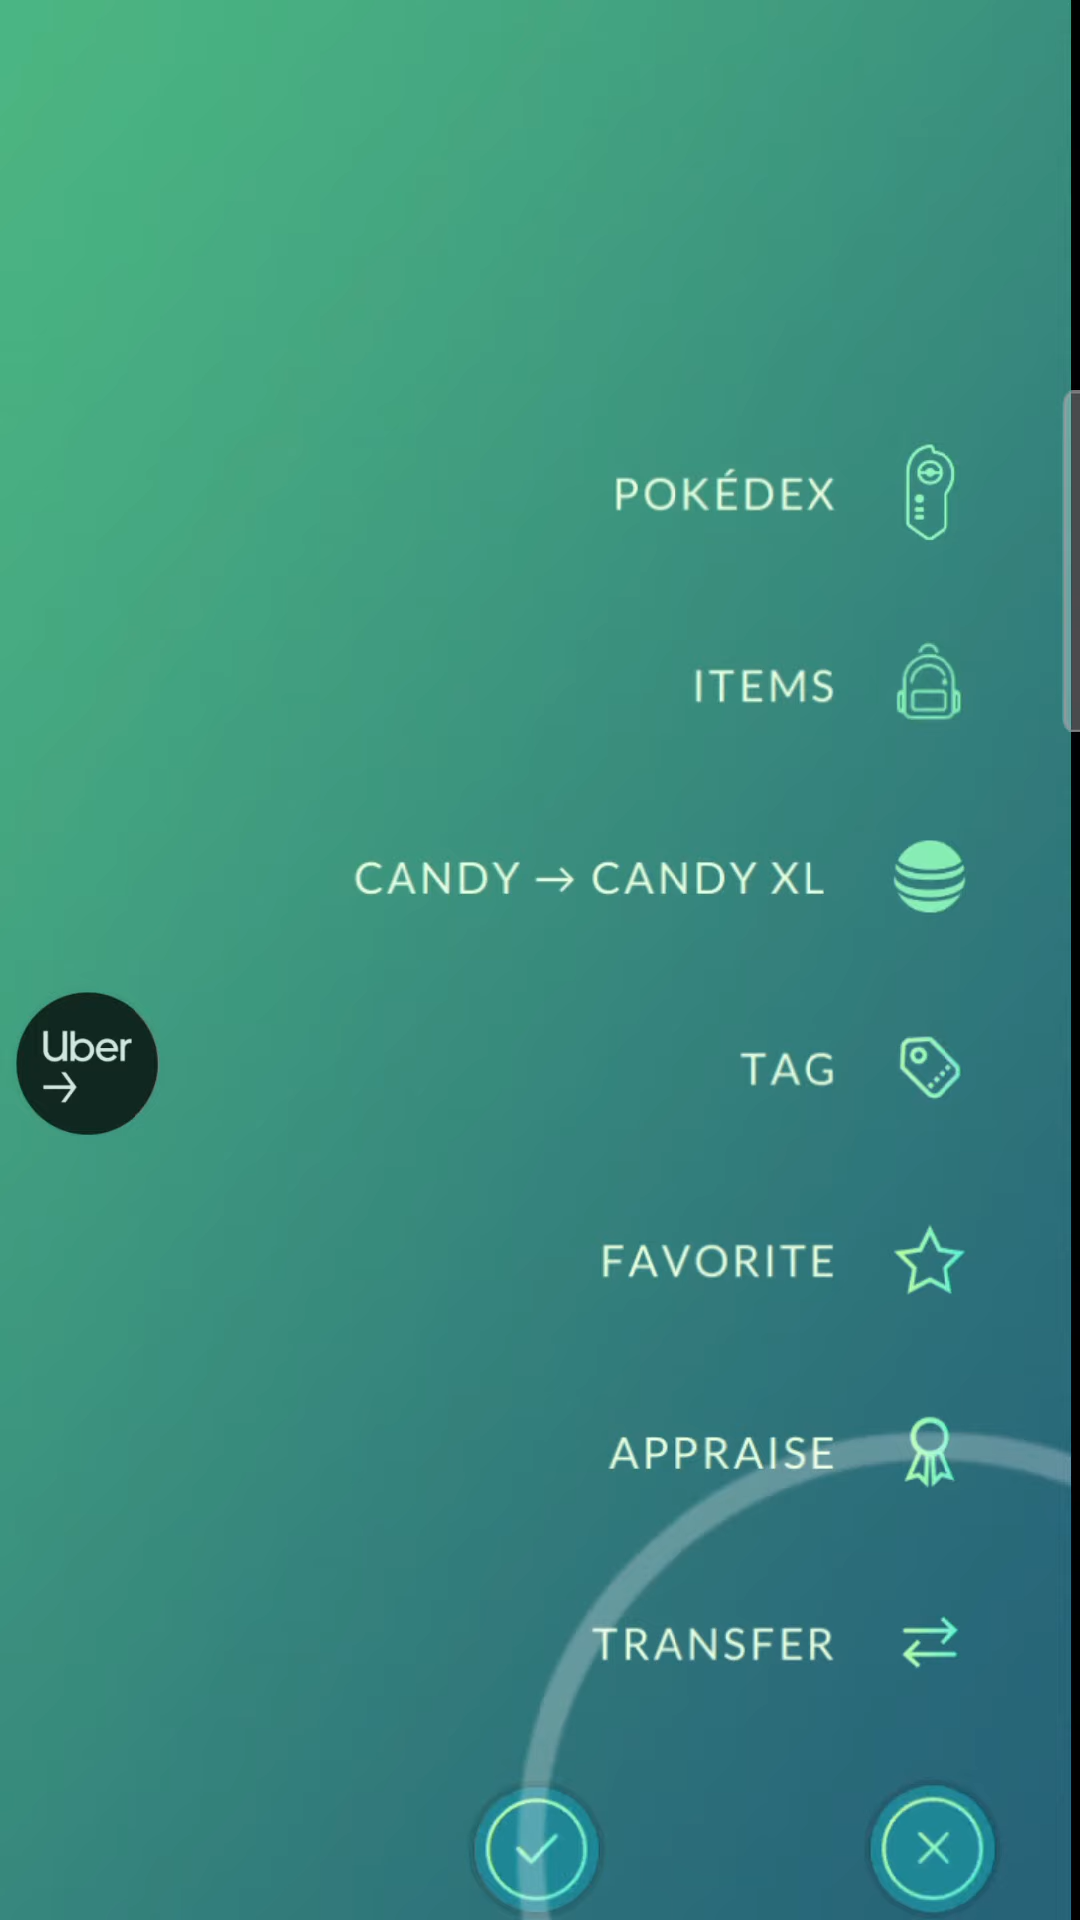 POKÉDEX
ITEMS
CANDY → CANDY XL
TAG
Uber
→
FAVORITE
APPRAISE
TRANSFER